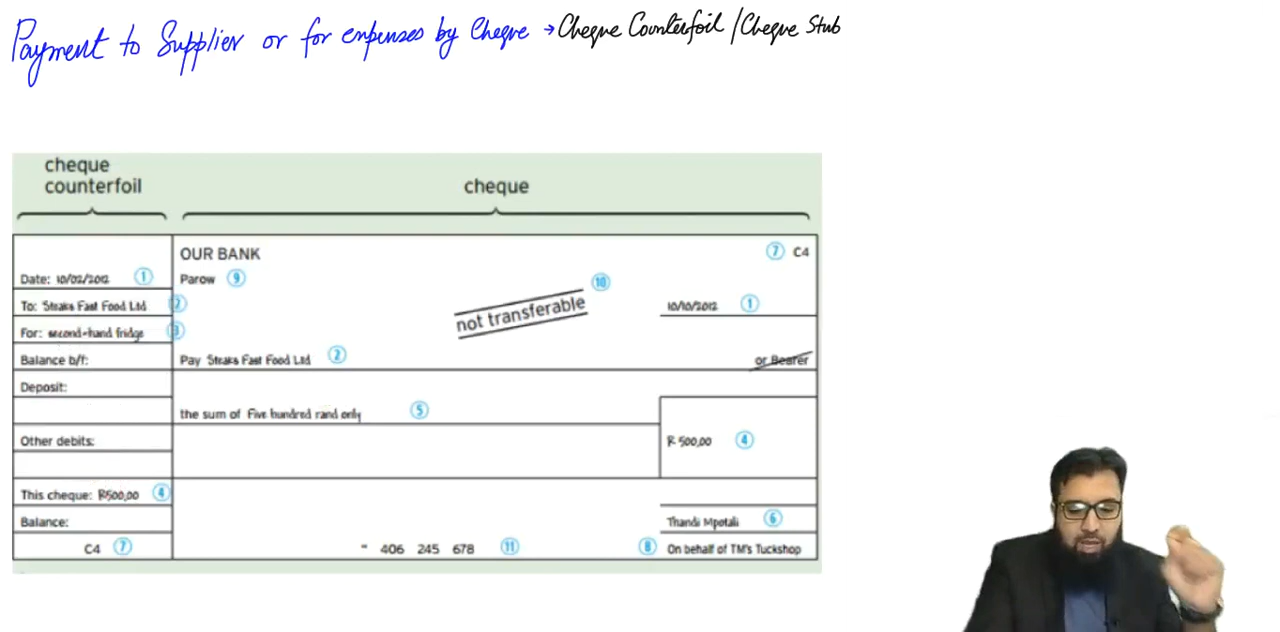 Payment to Supplier or for expenses by Cheque → Cheque Counterfoil / Cheque Stub
cheque
counterfoil
cheque
OUR BANK
7 C4
Date: 10/02/2012 1
Parow 9
10
not transferable
10/10/2012 1
To: Steaks Fast Food Ltd 2
For: second-hand fridge 3
Balance b/f:
Pay Steaks Fast Food Ltd 2
or Bearer
Deposit:
the sum of Five hundred rand only 5
Other debits:
R 500,00 4
This cheque: R500,00 4
Balance:
Thandi Mpotali 6
C4 7
" 406 245 678 11
8 On behalf of TM's Tuckshop